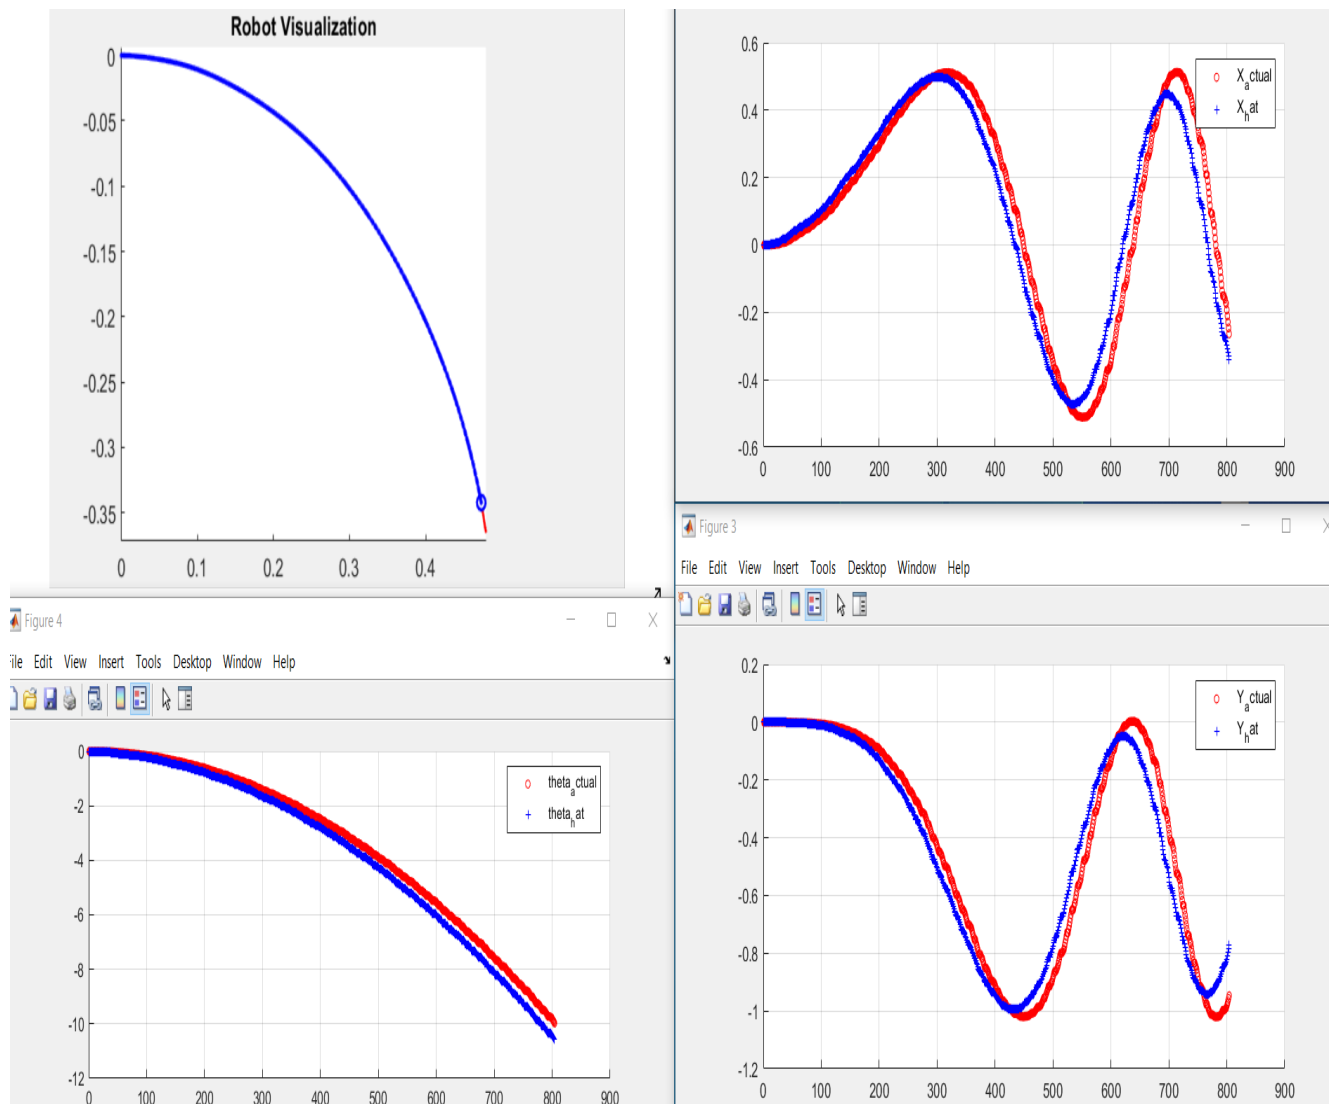 Robot Visualization
0
-0.05
-0.1
-0.15
-0.2
-0.25
-0.3
-0.35
0 0.1 0.2 0.3 0.4
0.6
0.4
0.2
0
-0.2
-0.4
-0.6
0 100 200 300 400 500 600 700 800 900
X_actual
X_hat
Figure 4
File Edit View Insert Tools Desktop Window Help
0
-2
-4
-6
-8
-10
-12
0 100 200 300 400 500 600 700 800 900
theta_actual
theta_hat
Figure 3
File Edit View Insert Tools Desktop Window Help
0.2
0
-0.2
-0.4
-0.6
-0.8
-1
-1.2
0 100 200 300 400 500 600 700 800 900
Y_actual
Y_hat